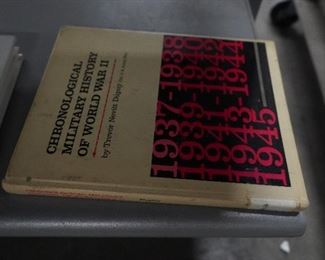 CHRONOLOGICAL
MILITARY HISTORY
OF WORLD WAR II
by Trevor Nevitt Dupuy
1937-1938
1939-1940
1941-1942
1943-1944
1945